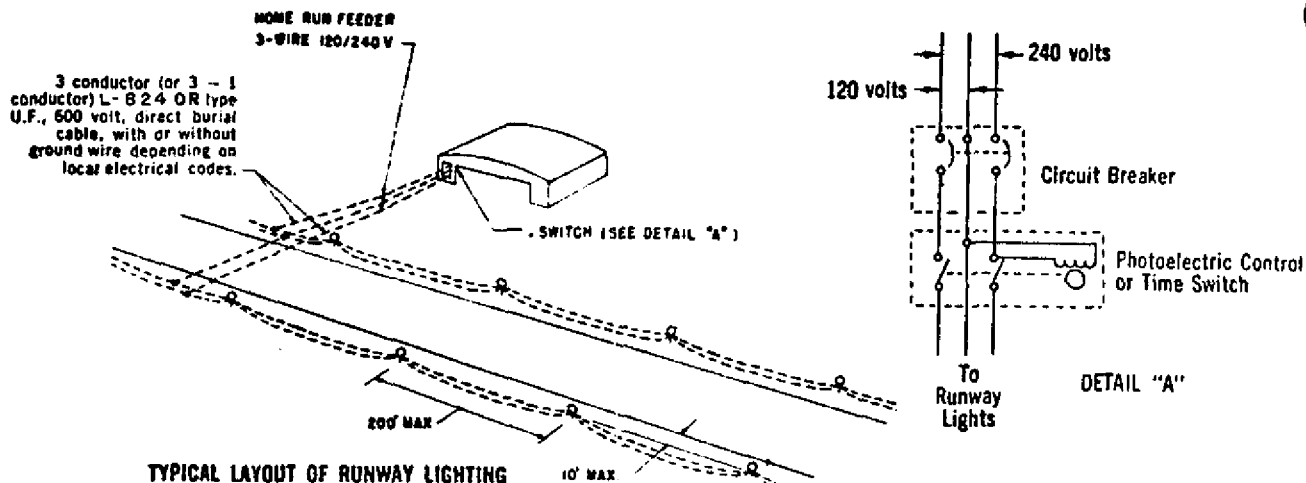 HOME RUN FEEDER
3-WIRE 120/240 V
3 conductor (or 3 - 1
conductor) L-824 OR type
U.F., 600 volt, direct burial
cable, with or without
ground wire depending on
local electrical codes.
. SWITCH (SEE DETAIL "A")
200' MAX
10' MAX
TYPICAL LAYOUT OF RUNWAY LIGHTING
240 volts
120 volts
Circuit Breaker
Photoelectric Control
or Time Switch
To
Runway
Lights
DETAIL "A"